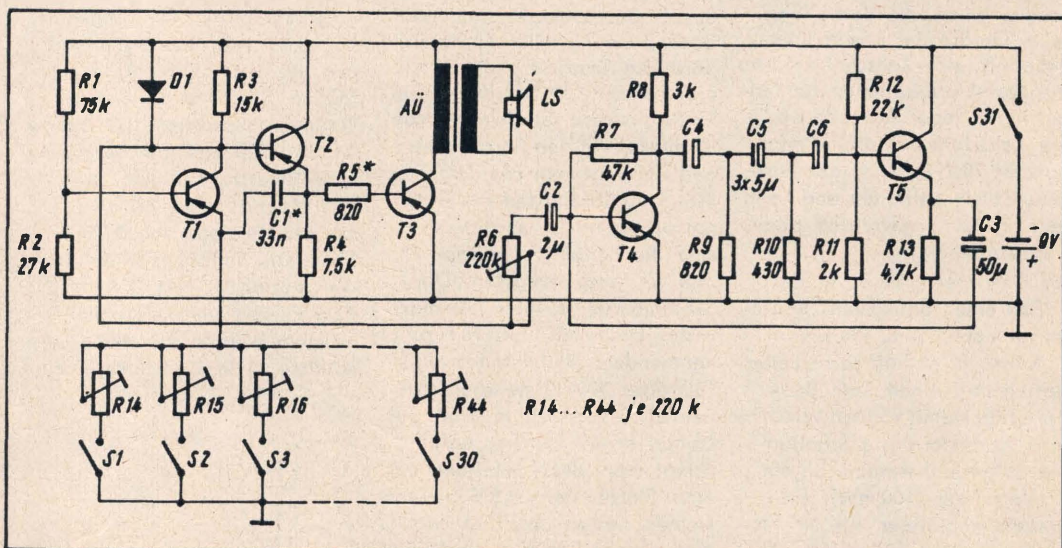 R1
75k
D1
R3
15k
T2
T1
C1*
33n
R5*
820
R4
7,5k
R2
27k
AÜ
LS
T3
R6
220k
C2
2µ
R7
47k
R8
3k
T4
C4
C5
C6
3x5µ
R9
820
R10
430
R11
2k
R12
22k
T5
R13
4,7k
C3
50µ
S31
-
9V
+
R14
R15
R16
R44
R14...R44 je 220 k
S1
S2
S3
S30